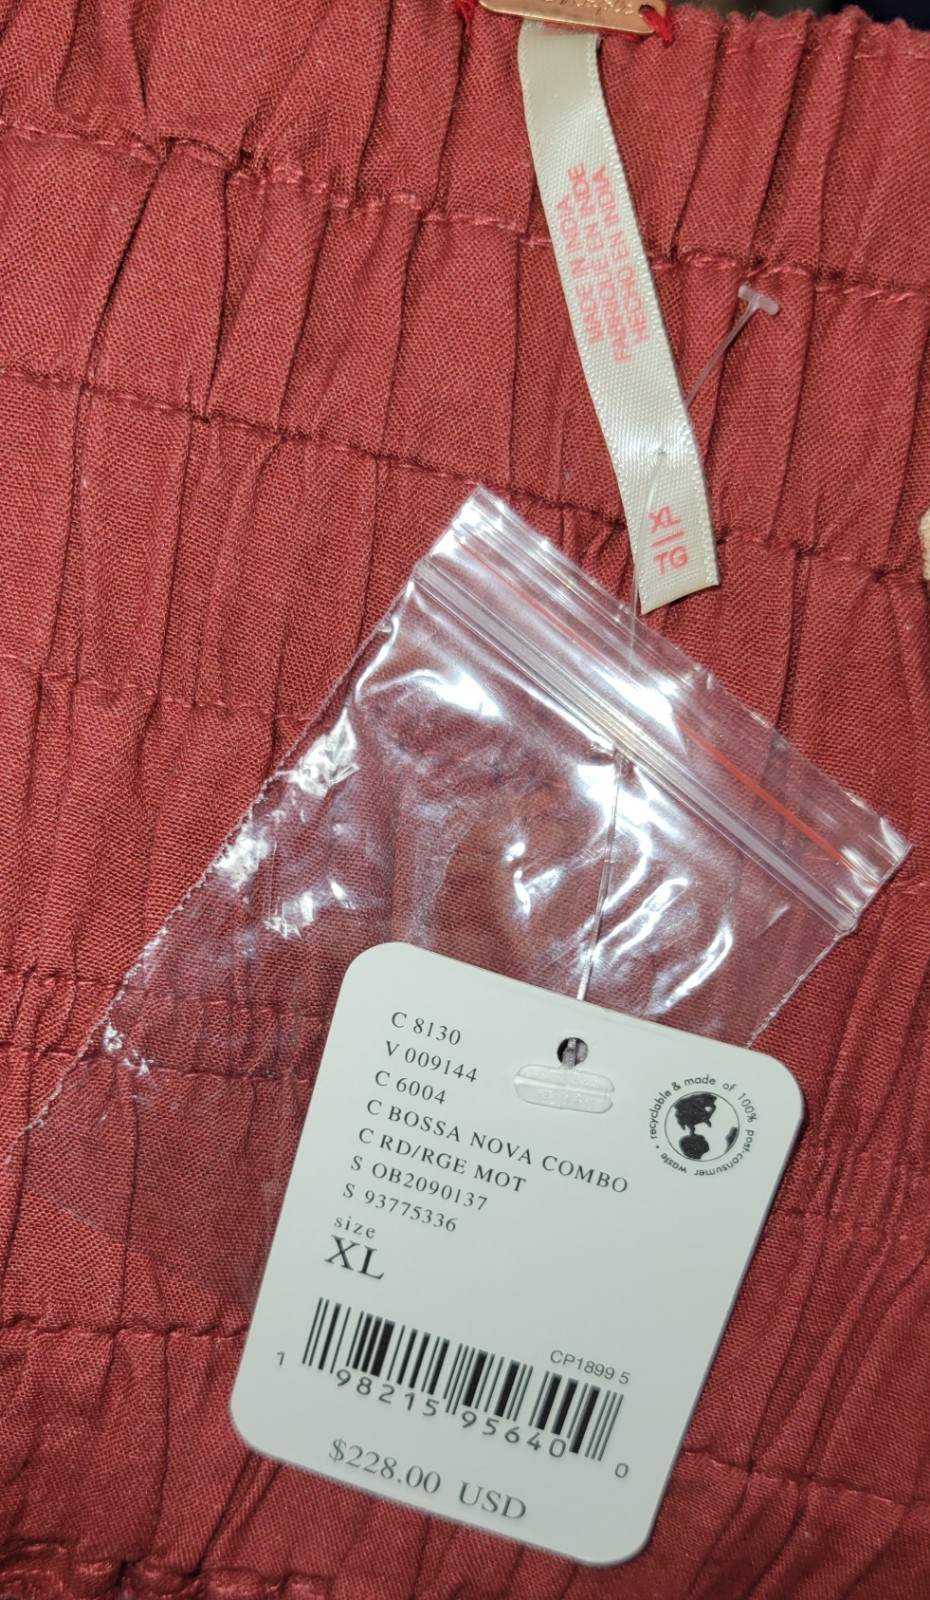 MADE IN INDIA
FABRIQUÉ EN INDE
HECHO EN INDIA
XL
TG
C 8130
V 009144
C 6004
C BOSSA NOVA COMBO
C RD/RGE MOT
S OB2090137
S 93775336
size
XL
recyclable & made of 100% post-consumer waste •
CP1899 5
1 98215 95640 0
$228.00 USD